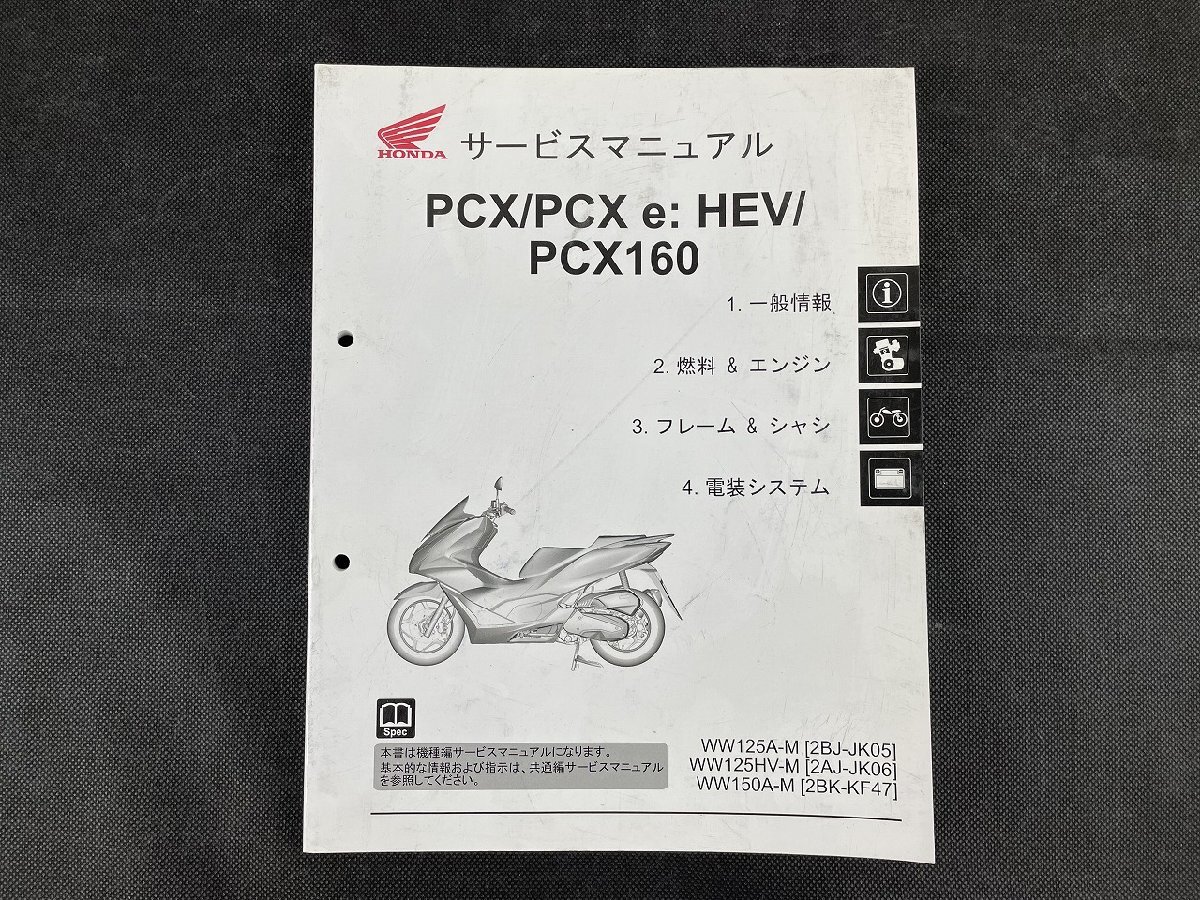 HONDA サービスマニュアル
PCX/PCX e: HEV/
PCX160
1. 一般情報
2. 燃料 & エンジン
3. フレーム & シャシ
4. 電装システム
Spec
本書は機種編サービスマニュアルになります。
基本的な情報および指示は、共通編サービスマニュアル
を参照してください。
WW125A-M [2BJ-JK05]
WW125HV-M [2AJ-JK06]
WW150A-M [2BK-KF47]